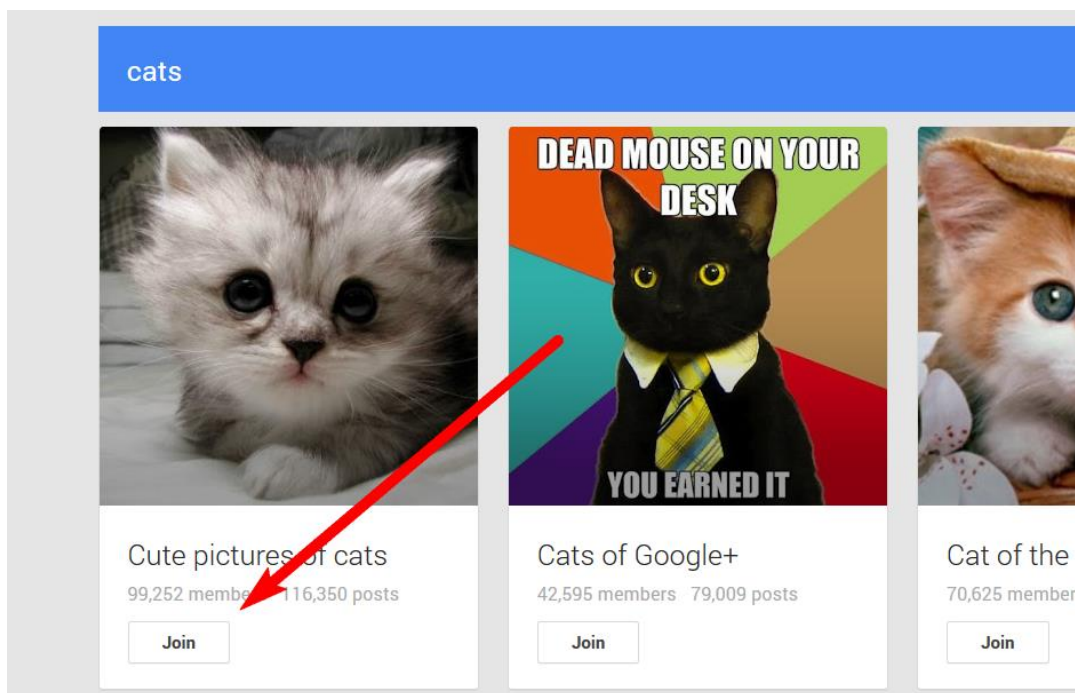 cats
DEAD MOUSE ON YOUR
DESK
YOU EARNED IT
Cute pictures of cats
99,252 members 116,350 posts
Join
Cats of Google+
42,595 members 79,009 posts
Join
Cat of the
70,625 member
Join